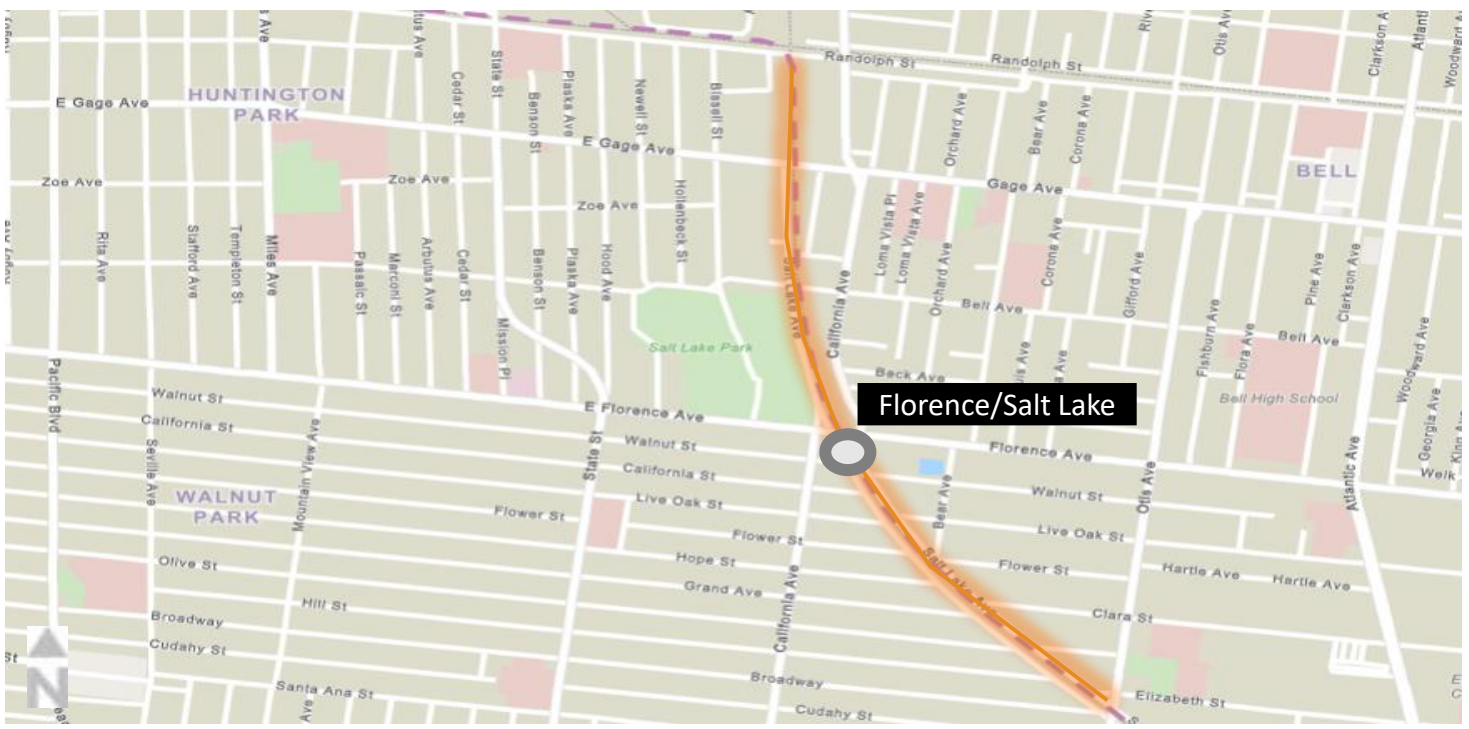 Otis Ave
Clarkson Ave
Woodward Ave
Randolph St
Randolph St
State St
Cedar St
Plaska Ave
Newell St
Bissell St
Benson St
E Gage Ave
HUNTINGTON
PARK
E Gage Ave
Orchard Ave
Bear Ave
Corona Ave
BELL
Zoe Ave
Zoe Ave
Zoe Ave
Gage Ave
Hollenbeck St
Loma Vista Pl
Loma Vista Ave
Rita Ave
Stafford Ave
Templeton St
Miles Ave
Passaic St
Marconi St
Arbutus Ave
Cedar St
Benson St
Plaska Ave
Hood Ave
Salt Lake Ave
California Ave
Orchard Ave
Corona Ave
Gifford Ave
Pine Ave
Clarkson Ave
Bell Ave
Bell Ave
Fishburn Ave
Flora Ave
Woodward Ave
Mission Pl
Salt Lake Park
Beck Ave
Pacific Blvd
Walnut St
Florence/Salt Lake
Bell High School
E Florence Ave
California St
Seville Ave
Mountain View Ave
State St
Walnut St
Florence Ave
Georgia Ave
King Ave
Atlantic Ave
Otis Ave
California St
Walnut St
WALNUT
PARK
Live Oak St
Bear Ave
Flower St
Live Oak St
Flower St
Hope St
Salt Lake Ave
Flower St
Olive St
Hartle Ave
Hartle Ave
Grand Ave
California Ave
Hill St
Clara St
Broadway
Cudahy St
N
Santa Ana St
Broadway
Elizabeth St
Cudahy St